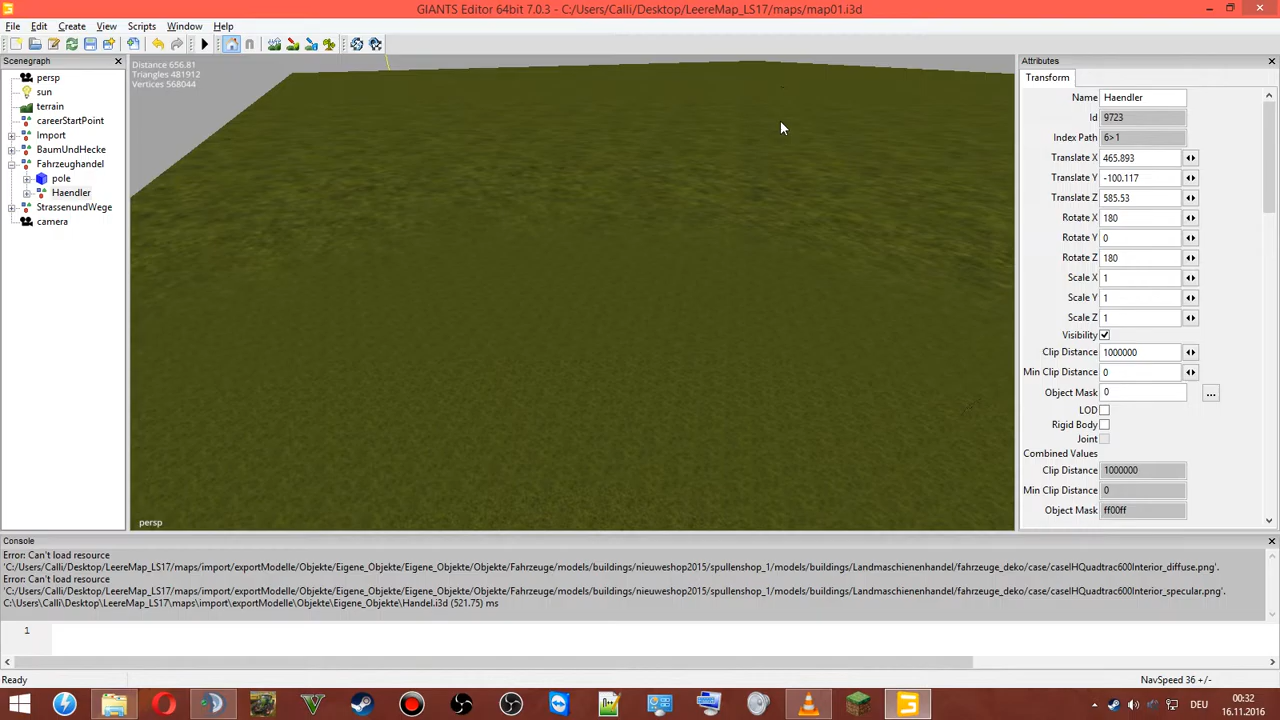 GIANTS Editor 64bit 7.0.3 - C:/Users/Calli/Desktop/LeereMap_LS17/maps/map01.i3d
File Edit Create View Scripts Window Help
Scenegraph
persp
sun
terrain
careerStartPoint
Import
BaumUndHecke
Fahrzeughandel
pole
Haendler
StrassenundWege
camera
Distance 656.81
Triangles 481912
Vertices 568044
persp
Attributes
Transform
Name Haendler
Id 9723
Index Path 6>1
Translate X 465.893
Translate Y -100.117
Translate Z 585.53
Rotate X 180
Rotate Y 0
Rotate Z 180
Scale X 1
Scale Y 1
Scale Z 1
Visibility
Clip Distance 1000000
Min Clip Distance 0
Object Mask 0 ...
LOD
Rigid Body
Joint
Combined Values
Clip Distance 1000000
Min Clip Distance 0
Object Mask ff00ff
Console
Error: Can't load resource
'C:/Users/Calli/Desktop/LeereMap_LS17/maps/import/exportModelle/Objekte/Eigene_Objekte/Eigene_Objekte/Objekte/Fahrzeuge/models/buildings/nieuweshop2015/spullenshop_1/models/buildings/Landmaschienenhandel/fahrzeuge_deko/case/caseIHQuadtrac600Interior_diffuse.png'.
Error: Can't load resource
'C:/Users/Calli/Desktop/LeereMap_LS17/maps/import/exportModelle/Objekte/Eigene_Objekte/Eigene_Objekte/Objekte/Fahrzeuge/models/buildings/nieuweshop2015/spullenshop_1/models/buildings/Landmaschienenhandel/fahrzeuge_deko/case/caseIHQuadtrac600Interior_specular.png'.
C:\Users\Calli\Desktop\LeereMap_LS17\maps\import\exportModelle\Objekte\Eigene_Objekte\Handel.i3d (521.75) ms
1
Ready
NavSpeed 36 +/-
DEU
00:32
16.11.2016